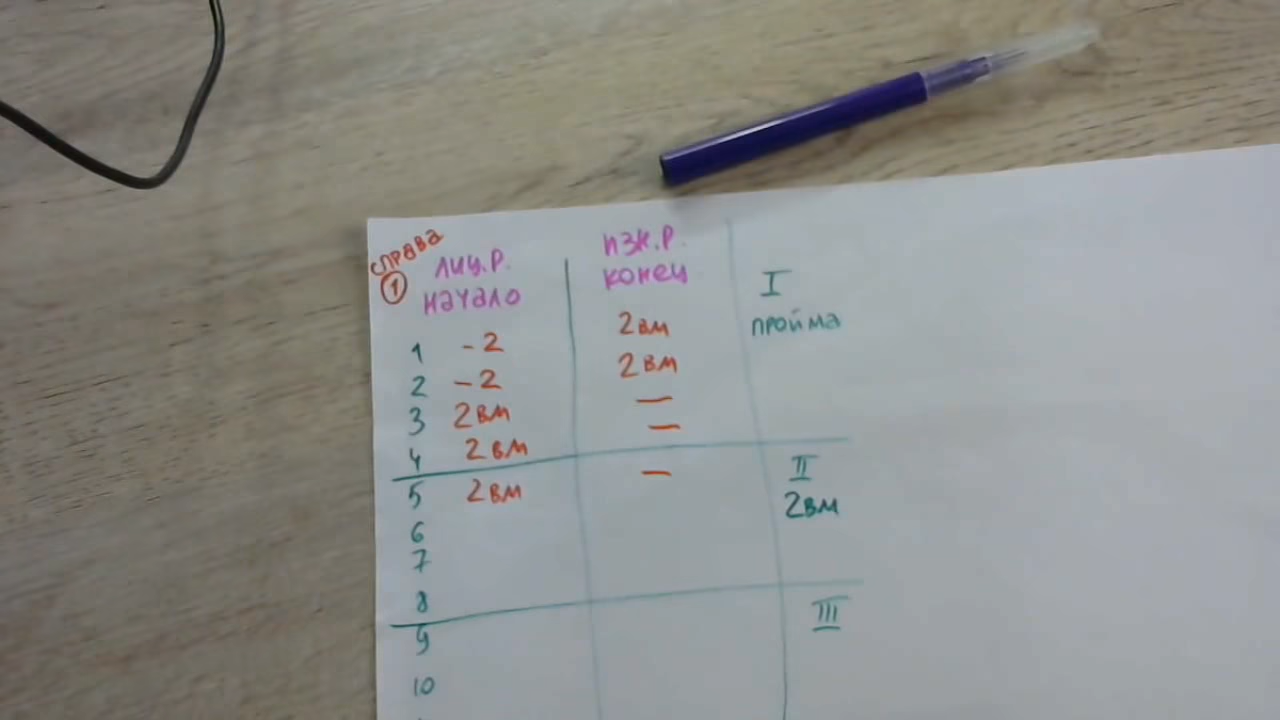 СПРАВА
1 ЛИЦ.Р. ИЗН.Р.
НАЧАЛО КОНЕЦ I
1 -2 2вм ПРОЙМА
2 -2 2вм
3 2вм —
4 2вм —
5 2вм — II
6 2вм
7
8
9 III
10